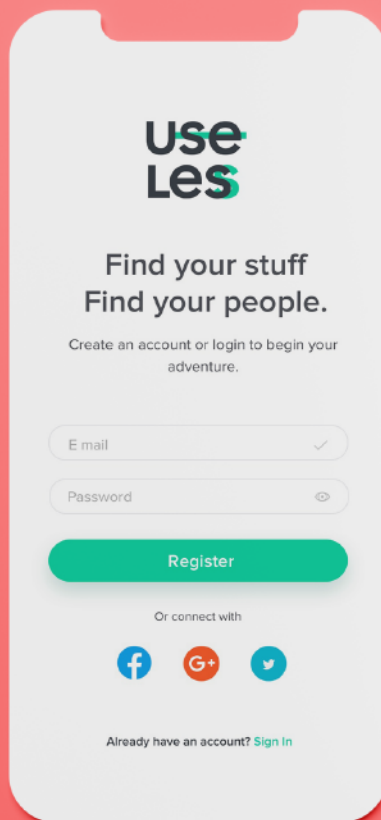 Use
Less
Find your stuff
Find your people.
Create an account or login to begin your
adventure.
E mail
Password
Register
Or connect with
f
G+
Already have an account? Sign In